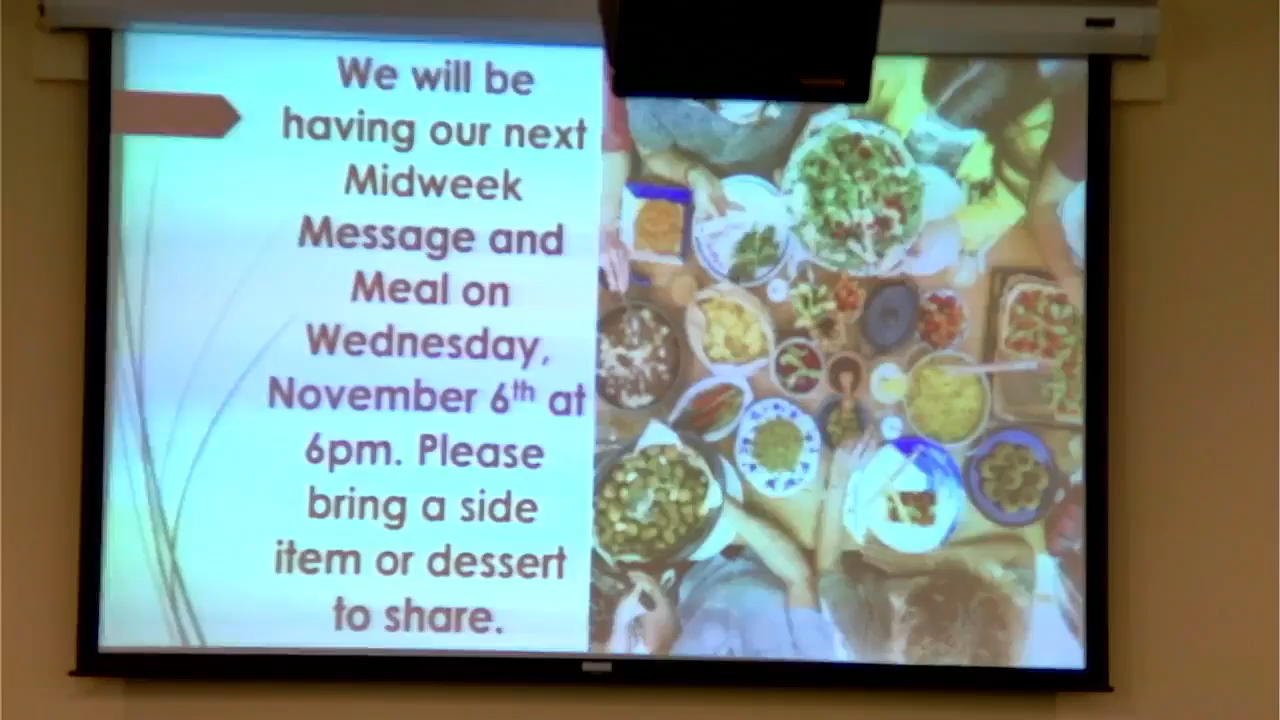 We will be
having our next
Midweek
Message and
Meal on
Wednesday,
November 6th at
6pm. Please
bring a side
item or dessert
to share.